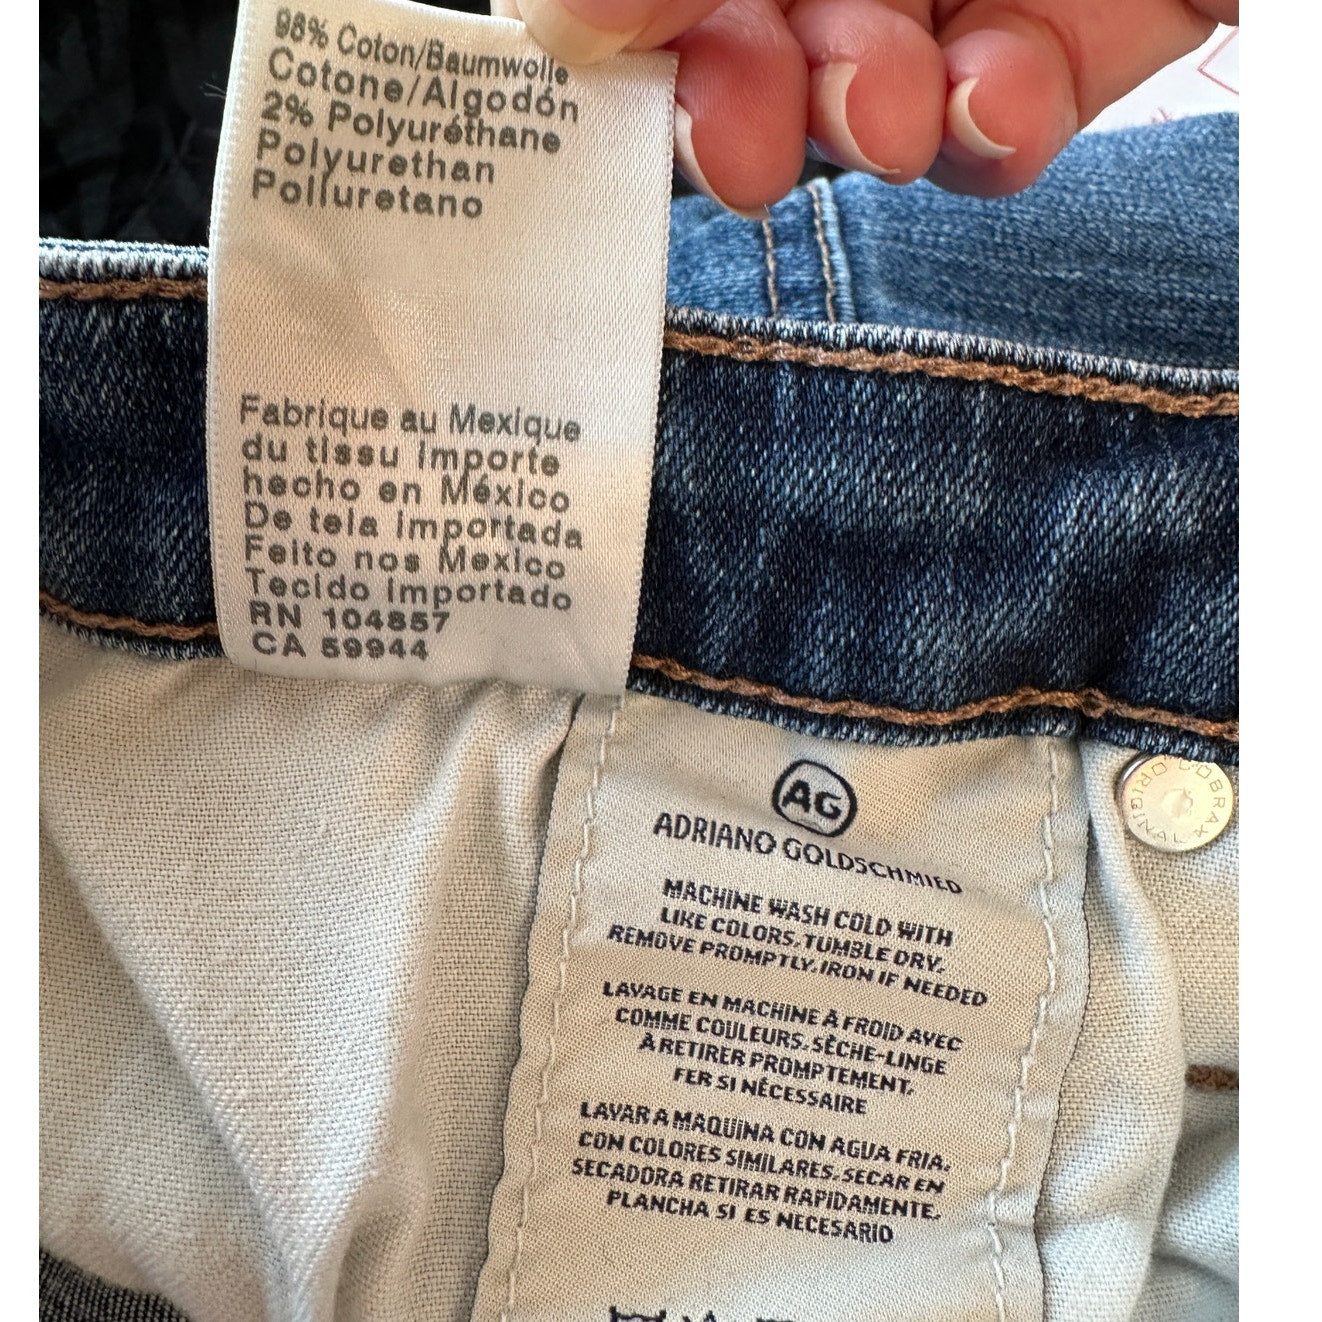 98% Coton/Baumwolle
Cotone/Algodón
2% Polyuréthane
Polyurethan
Poliuretano
Fabrique au Mexique
du tissu importe
hecho en México
De tela importada
Feito nos Mexico
Tecido importado
RN 104857
CA 59944
AG
ADRIANO GOLDSCHMIED
MACHINE WASH COLD WITH
LIKE COLORS. TUMBLE DRY.
REMOVE PROMPTLY. IRON IF NEEDED
LAVAGE EN MACHINE À FROID AVEC
COMME COULEURS. SÈCHE-LINGE
À RETIRER PROMPTEMENT,
FER SI NÉCESSAIRE
LAVAR A MAQUINA CON AGUA FRIA.
CON COLORES SIMILARES. SECAR EN
SECADORA RETIRAR RAPIDAMENTE.
PLANCHA SI ES NECESARIO
COBRAX
ORIGINAL